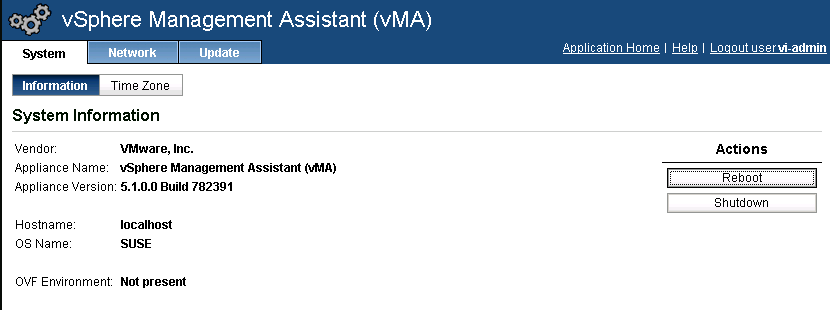 vSphere Management Assistant (vMA)
System Network Update
Application Home | Help | Logout user vi-admin
Information Time Zone
System Information
Vendor: VMware, Inc.
Appliance Name: vSphere Management Assistant (vMA)
Appliance Version: 5.1.0.0 Build 782391
Hostname: localhost
OS Name: SUSE
OVF Environment: Not present
Actions
Reboot
Shutdown